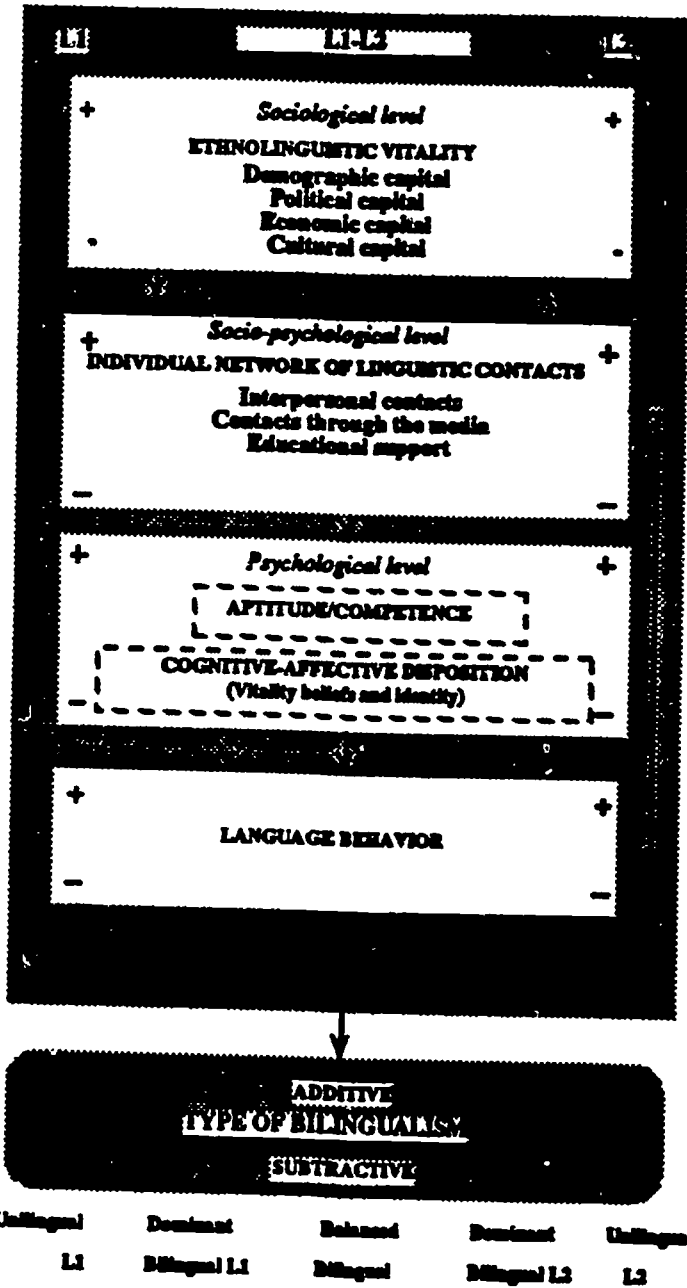 L1 L1-L2 L2
+ Sociological level +
ETHNOLINGUISTIC VITALITY
Demographic capital
Political capital
Economic capital
- Cultural capital -
+ Socio-psychological level +
INDIVIDUAL NETWORK OF LINGUISTIC CONTACTS
Interpersonal contacts
Contacts through the media
Educational support
− −
+ Psychological level +
APTITUDE/COMPETENCE
COGNITIVE-AFFECTIVE DISPOSITION
− (Vitality beliefs and identity) −
+ +
LANGUAGE BEHAVIOR
− −
ADDITIVE
TYPE OF BILINGUALISM
SUBTRACTIVE
Unilingual Dominant Balanced Dominant Unilingual
L1 Bilingual L1 Bilingual Bilingual L2 L2